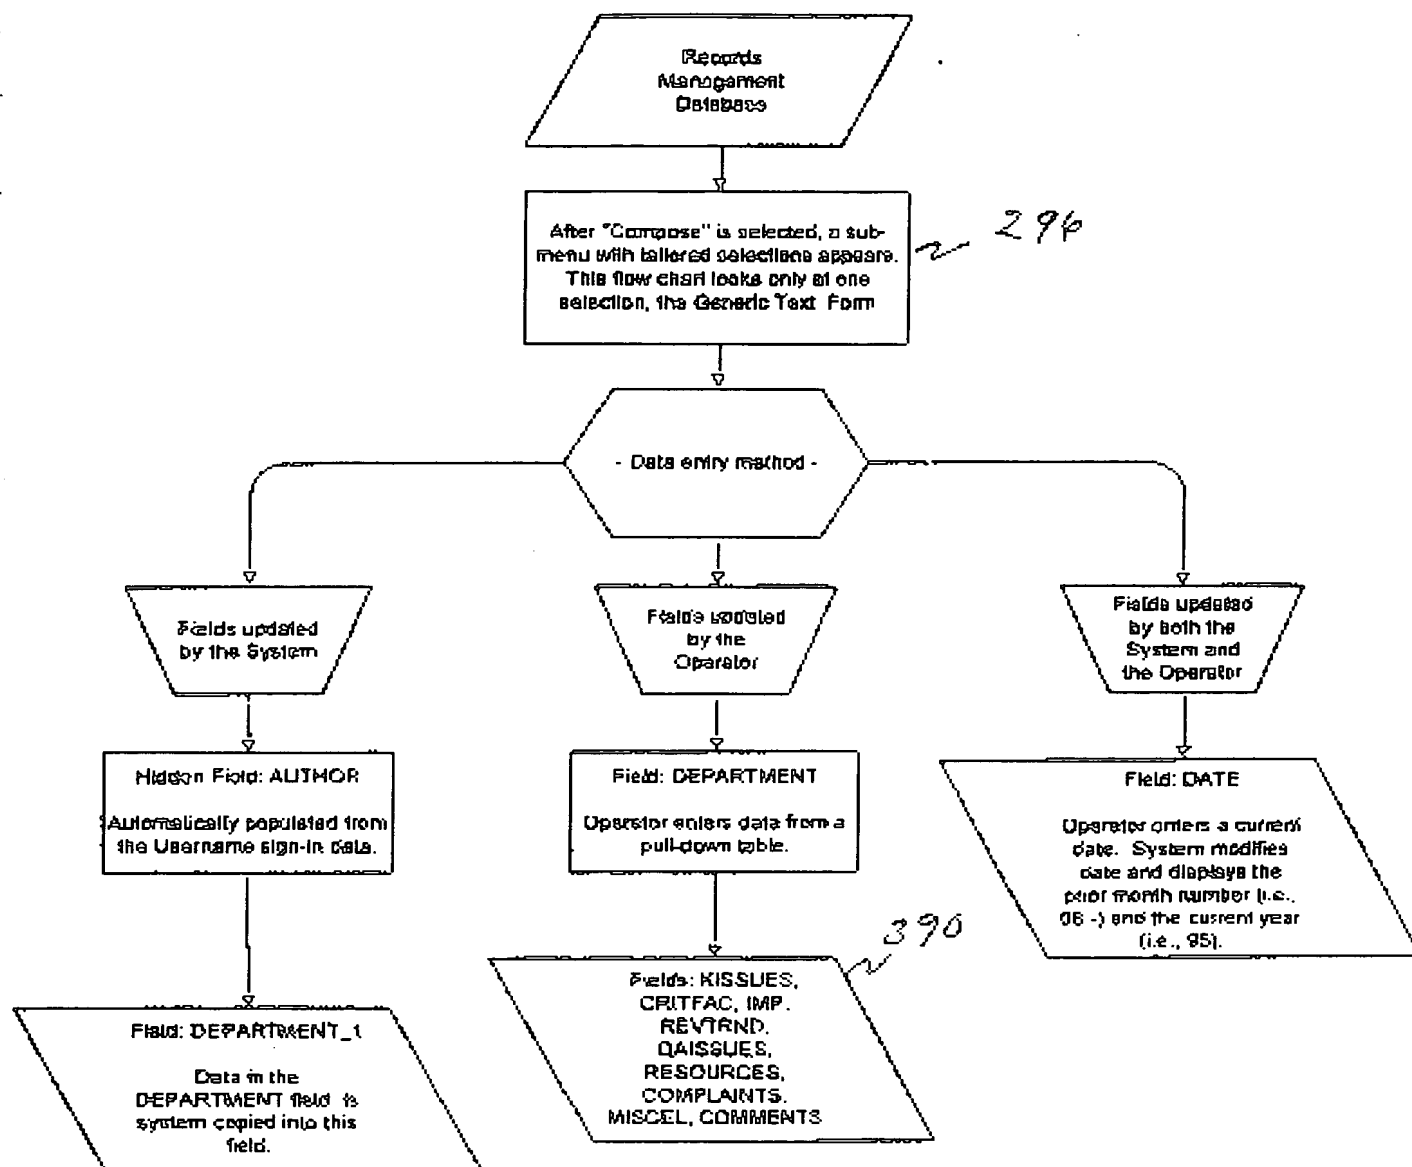 Records
Management
Database
After "Compose" is selected, a sub-
menu with tailored selections appears.
This flow chart looks only at one
selection, the Generic Text Form
296
- Data entry method -
Fields updated
by the System
Fields updated
by the
Operator
Fields updated
by both the
System and
the Operator
Hidden Field: AUTHOR
Automatically populated from
the Username sign-in data.
Field: DEPARTMENT
Operator enters data from a
pull-down table.
Field: DATE
Operator enters a current
date. System modifies
date and displays the
prior month number (i.e.,
06 -) and the current year
(i.e., 95).
390
Field: DEPARTMENT_1
Data in the
DEPARTMENT field is
system copied into this
field.
Fields: KISSUES,
CRITFAC, IMP.
REVTRND.
QAISSUES,
RESOURCES,
COMPLAINTS.
MISCEL, COMMENTS